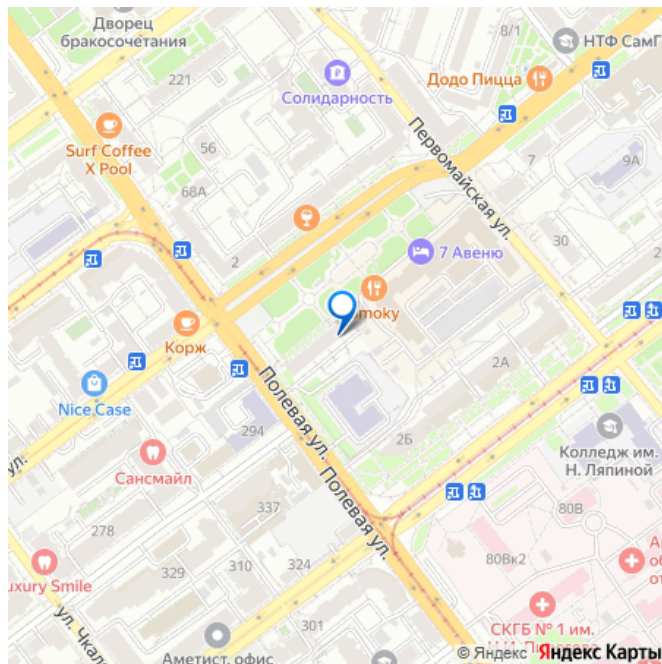 Дворец
бракосочетания
8/1
НТФ СамГ
221
Солидарность
Додо Пицца
Surf Coffee
X Pool
56
68А
Первомайская ул.
7
9А
2
7 Авеню
30
moky
Корж
2А
Nice Case
Полевая ул.
294
2Б
Колледж им.
Н. Ляпиной
ул.
Сансмайл
Полевая ул.
278
337
80В
329
310
324
80Вк2
uxury Smile
ул. Чкал
301
СКГБ № 1 им.
Аметист, офис
© Яндекс Яндекс Карты